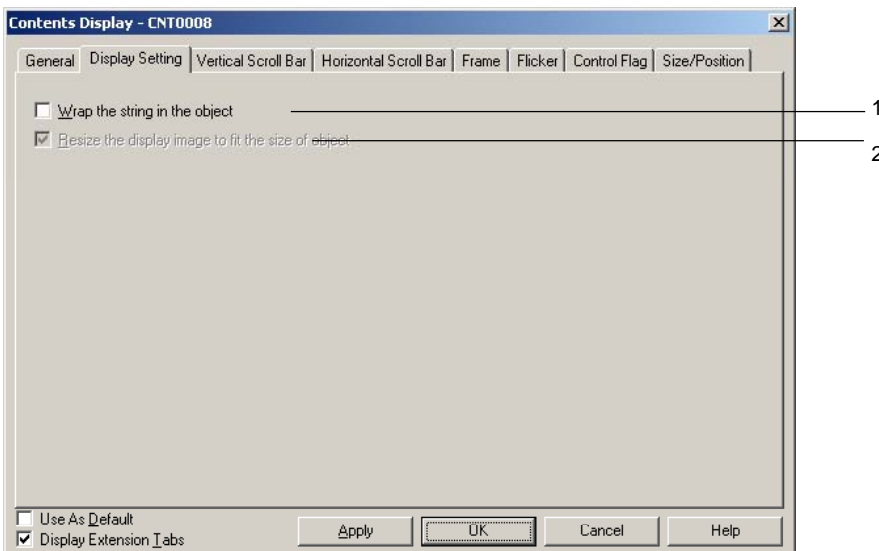 Contents Display - CNT0008
General Display Setting Vertical Scroll Bar Horizontal Scroll Bar Frame Flicker Control Flag Size/Position
Wrap the string in the object 1
Resize the display image to fit the size of object 2
Use As Default
Display Extension Tabs
Apply OK Cancel Help